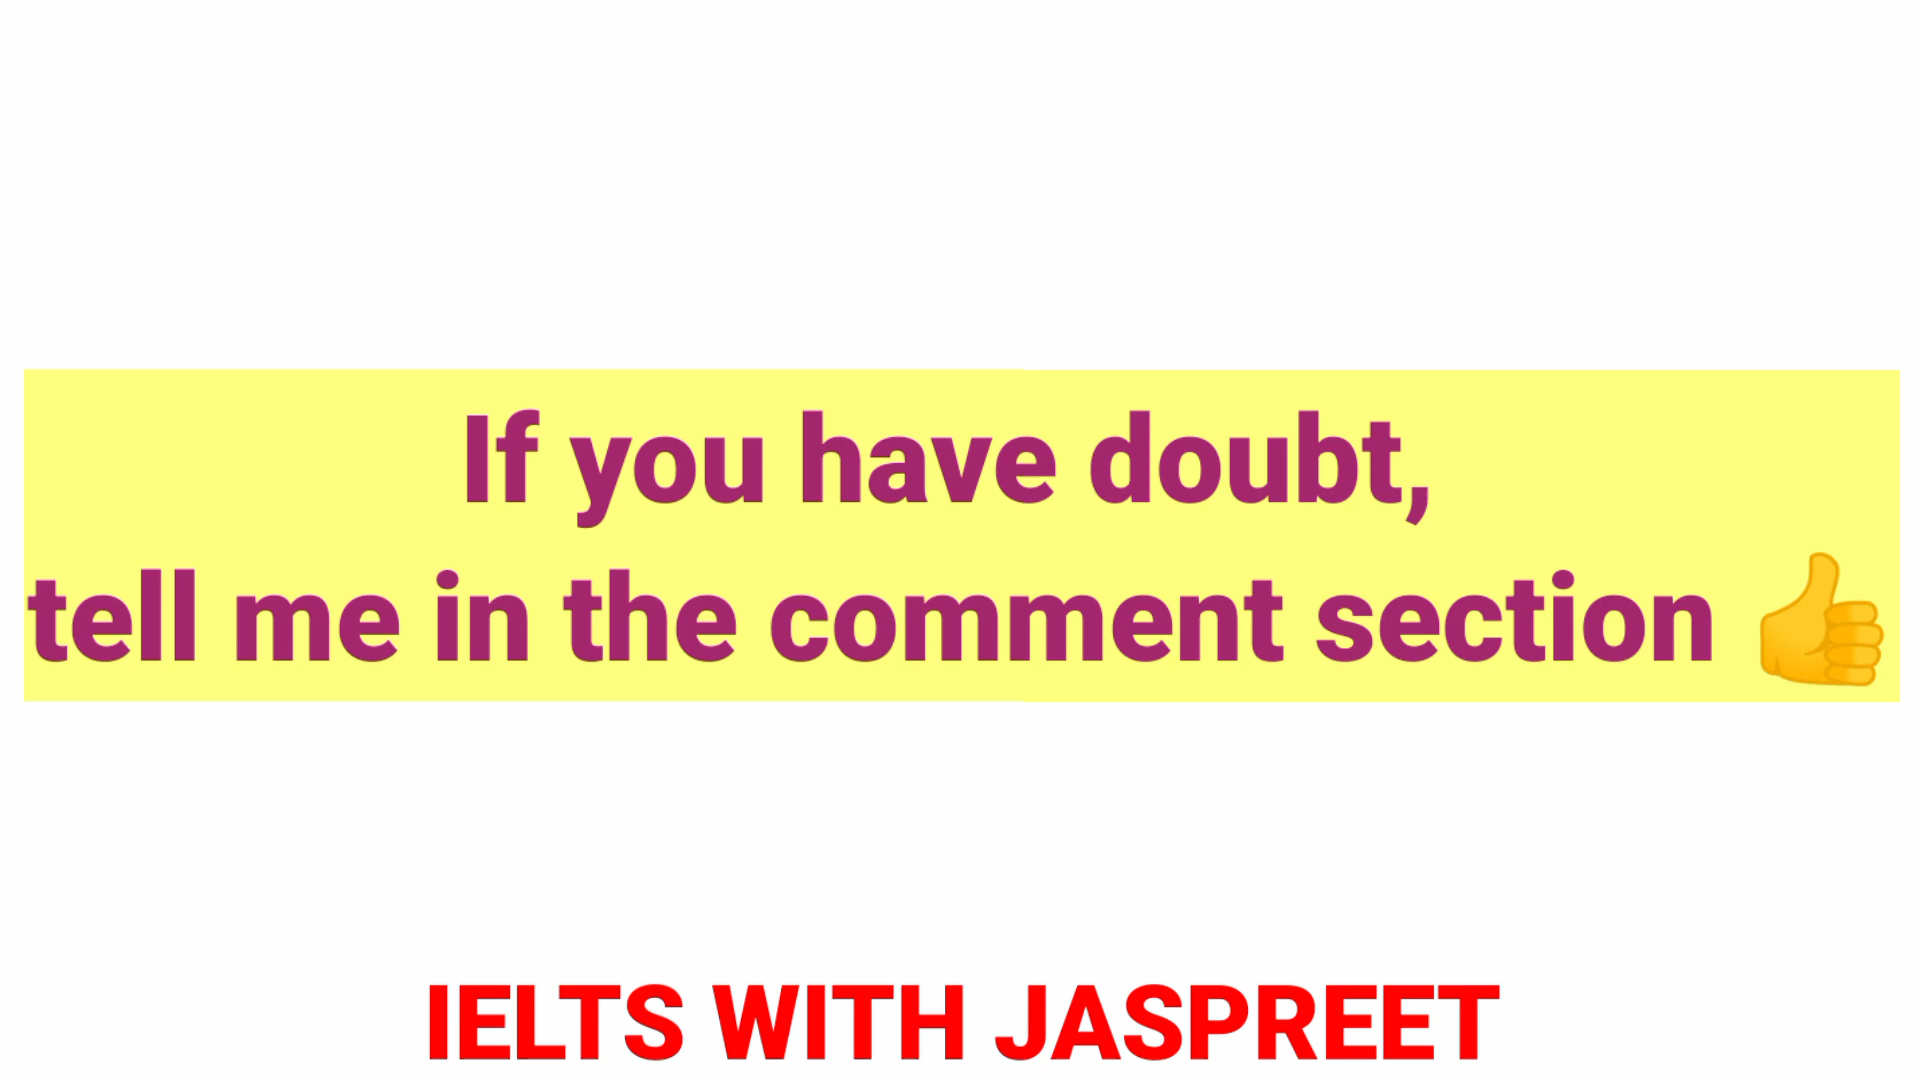 If you have doubt,
tell me in the comment section 👍
IELTS WITH JASPREET